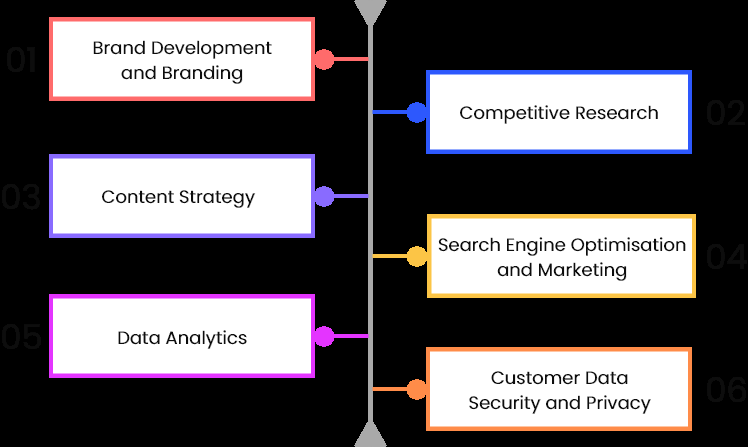 01
Brand Development
and Branding
Competitive Research
02
03
Content Strategy
Search Engine Optimisation
and Marketing
04
05
Data Analytics
Customer Data
Security and Privacy
06